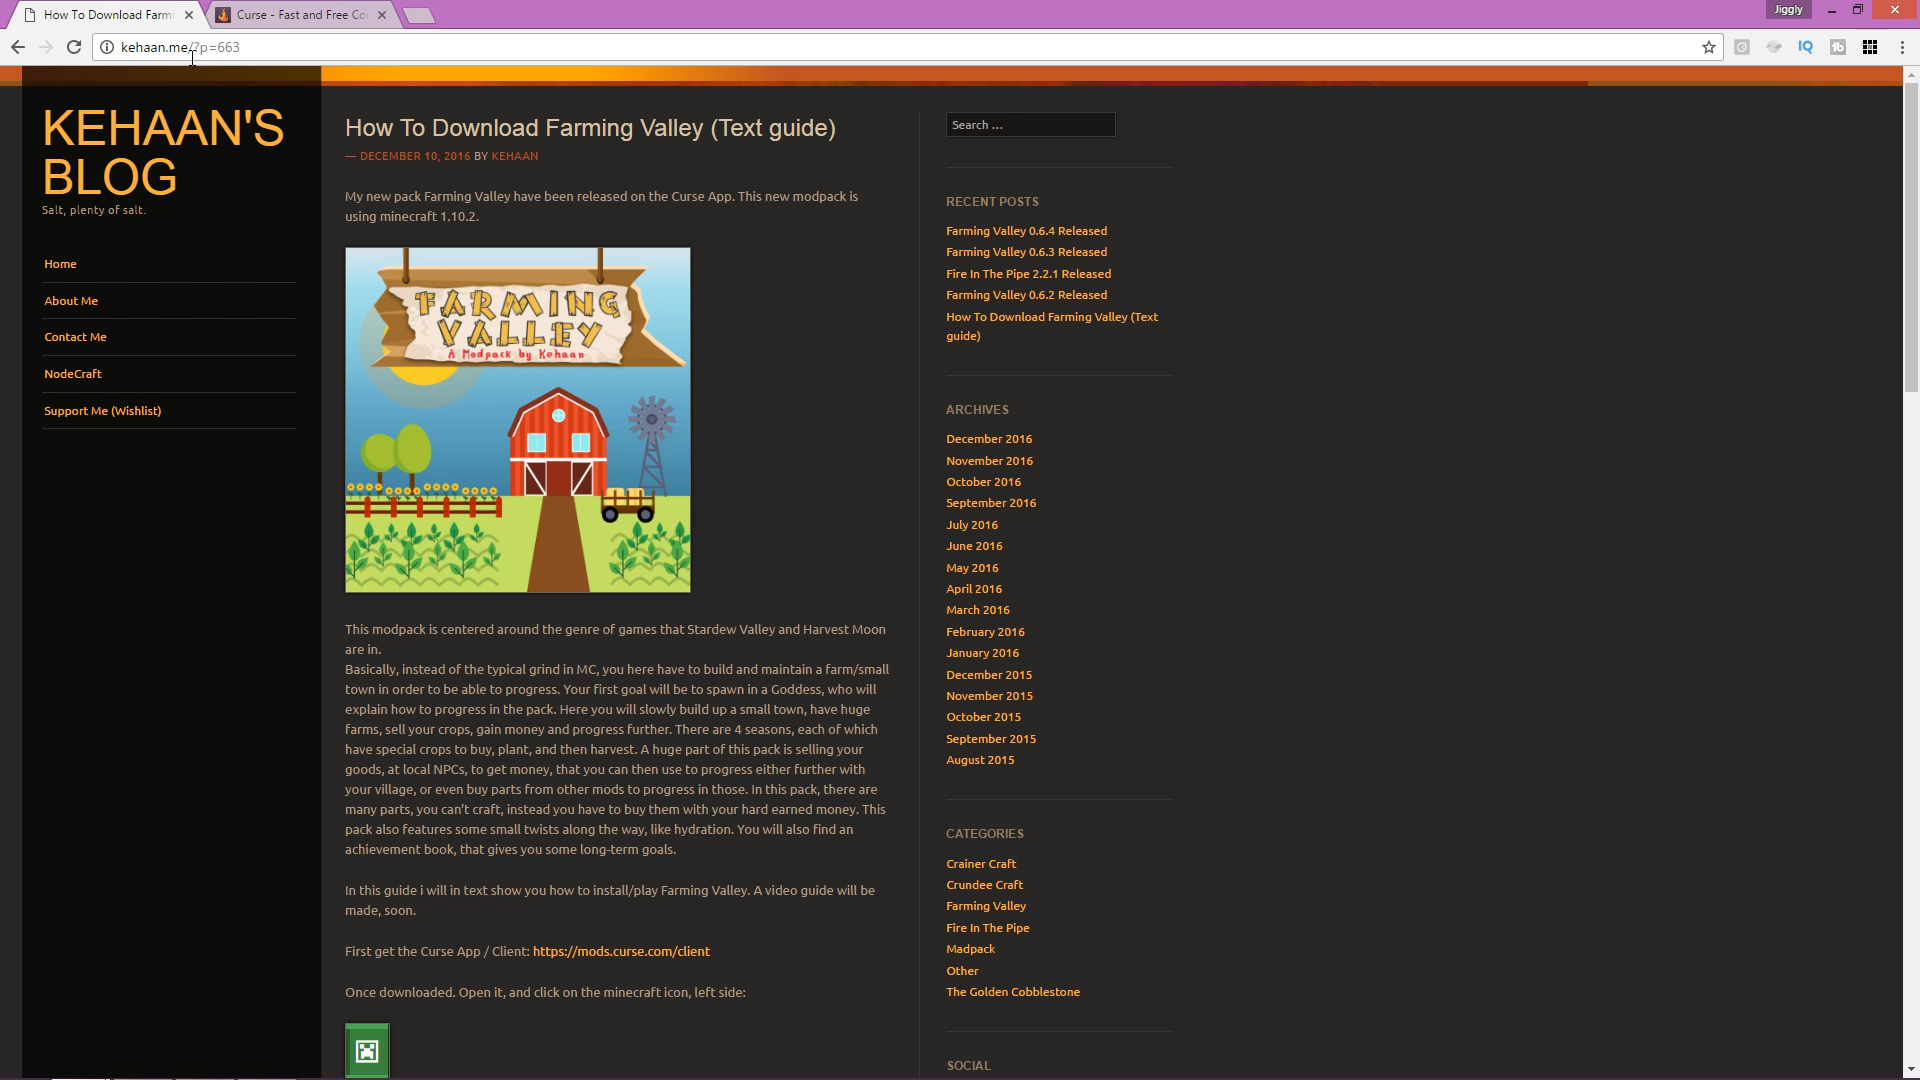 How To Download Farmi
Curse - Fast and Free Co
Jiggly
kehaan.me/?p=663
KEHAAN'S
BLOG
Salt, plenty of salt.
Home
About Me
Contact Me
NodeCraft
Support Me (Wishlist)
How To Download Farming Valley (Text guide)
— DECEMBER 10, 2016 BY KEHAAN
My new pack Farming Valley have been released on the Curse App. This new modpack is
using minecraft 1.10.2.
FARMING
VALLEY
A Modpack by Kehaan
This modpack is centered around the genre of games that Stardew Valley and Harvest Moon
are in.
Basically, instead of the typical grind in MC, you here have to build and maintain a farm/small
town in order to be able to progress. Your first goal will be to spawn in a Goddess, who will
explain how to progress in the pack. Here you will slowly build up a small town, have huge
farms, sell your crops, gain money and progress further. There are 4 seasons, each of which
have special crops to buy, plant, and then harvest. A huge part of this pack is selling your
goods, at local NPCs, to get money, that you can then use to progress either further with
your village, or even buy parts from other mods to progress in those. In this pack, there are
many parts, you can't craft, instead you have to buy them with your hard earned money. This
pack also features some small twists along the way, like hydration. You will also find an
achievement book, that gives you some long-term goals.
In this guide i will in text show you how to install/play Farming Valley. A video guide will be
made, soon.
First get the Curse App / Client: https://mods.curse.com/client
Once downloaded. Open it, and click on the minecraft icon, left side:
Search ...
RECENT POSTS
Farming Valley 0.6.4 Released
Farming Valley 0.6.3 Released
Fire In The Pipe 2.2.1 Released
Farming Valley 0.6.2 Released
How To Download Farming Valley (Text
guide)
ARCHIVES
December 2016
November 2016
October 2016
September 2016
July 2016
June 2016
May 2016
April 2016
March 2016
February 2016
January 2016
December 2015
November 2015
October 2015
September 2015
August 2015
CATEGORIES
Crainer Craft
Crundee Craft
Farming Valley
Fire In The Pipe
Madpack
Other
The Golden Cobblestone
SOCIAL